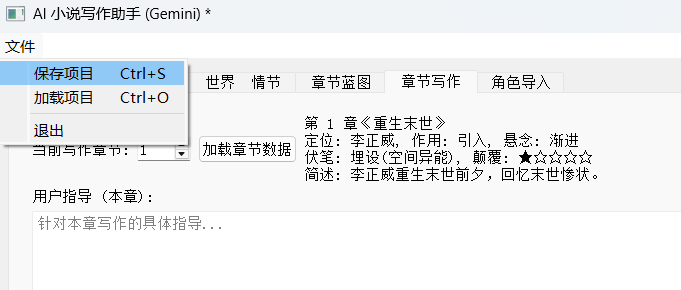 AI 小说写作助手 (Gemini) *
文件
保存项目 Ctrl+S
加载项目 Ctrl+O
退出
世界 情节 章节蓝图 章节写作 角色导入
当前写作章节: 1 加载章节数据
第 1 章《重生末世》
定位: 李正威, 作用: 引入, 悬念: 渐进
伏笔: 埋设(空间异能), 颠覆: ★☆☆☆☆
简述: 李正威重生末世前夕，回忆末世惨状。
用户指导 (本章):
针对本章写作的具体指导...